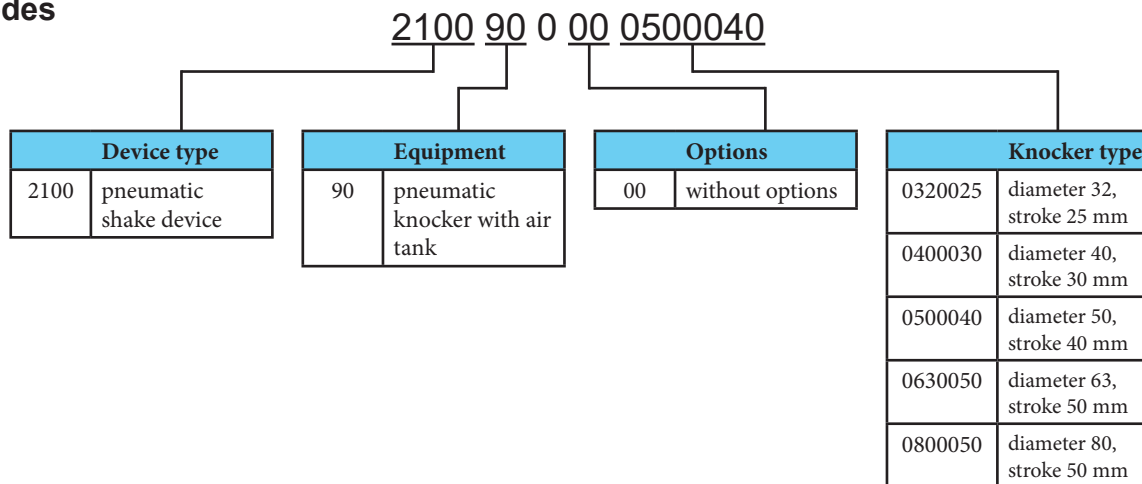 des
2100 90 0 00 0500040
Device type
2100 pneumatic
shake device
Equipment
90 pneumatic
knocker with air
tank
Options
00 without options
Knocker type
0320025 diameter 32,
stroke 25 mm
0400030 diameter 40,
stroke 30 mm
0500040 diameter 50,
stroke 40 mm
0630050 diameter 63,
stroke 50 mm
0800050 diameter 80,
stroke 50 mm